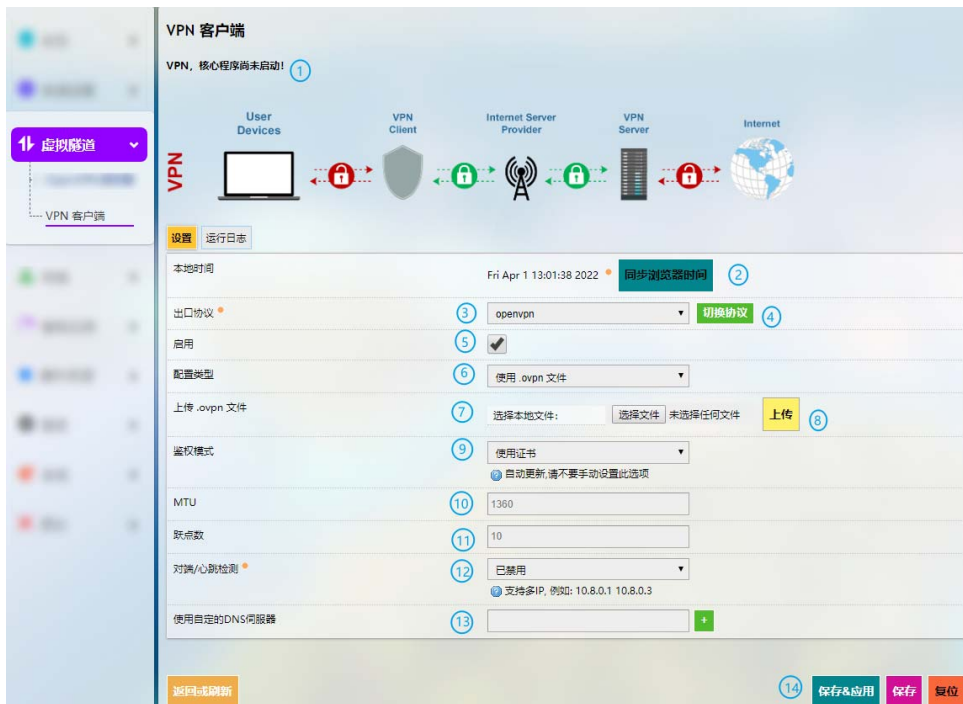 VPN 客户端
VPN，核心程序尚未启动! 1
User Devices
VPN Client
Internet Server Provider
VPN Server
Internet
VPN
虚拟隧道
VPN 客户端
设置 运行日志
本地时间 Fri Apr 1 13:01:38 2022 同步浏览器时间 2
出口协议 3 openvpn 切换协议 4
启用 5
配置类型 6 使用 .ovpn 文件
上传 .ovpn 文件 7 选择本地文件: 选择文件 未选择任何文件 上传 8
鉴权模式 9 使用证书
自动更新,请不要手动设置此选项
MTU 10 1360
跃点数 11 10
对端/心跳检测 12 已禁用
支持多IP, 例如: 10.8.0.1 10.8.0.3
使用自定的DNS伺服器 13 +
返回或刷新 14 保存&应用 保存 复位